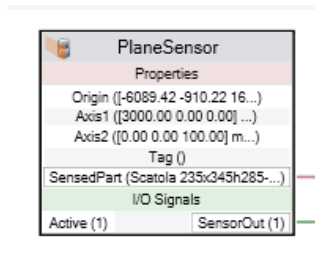 PlaneSensor
Properties
Origin ([-6089.42 -910.22 16...)
Axis1 ([3000.00 0.00 0.00] ...)
Axis2 ([0.00 0.00 100.00] m...)
Tag ()
SensedPart (Scatola 235x345h285-...)
I/O Signals
Active (1) SensorOut (1)